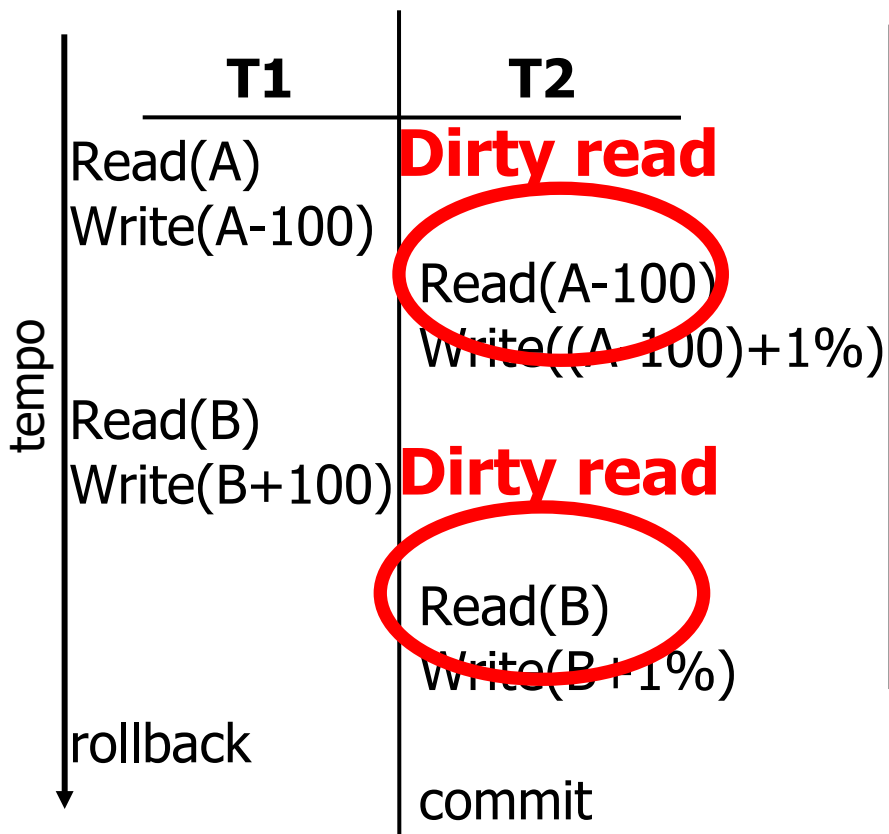 T1 T2
Read(A)
Write(A-100)
Dirty read
Read(A-100)
Write((A-100)+1%)
tempo
Read(B)
Write(B+100)
Dirty read
Read(B)
Write(B+1%)
rollback
commit